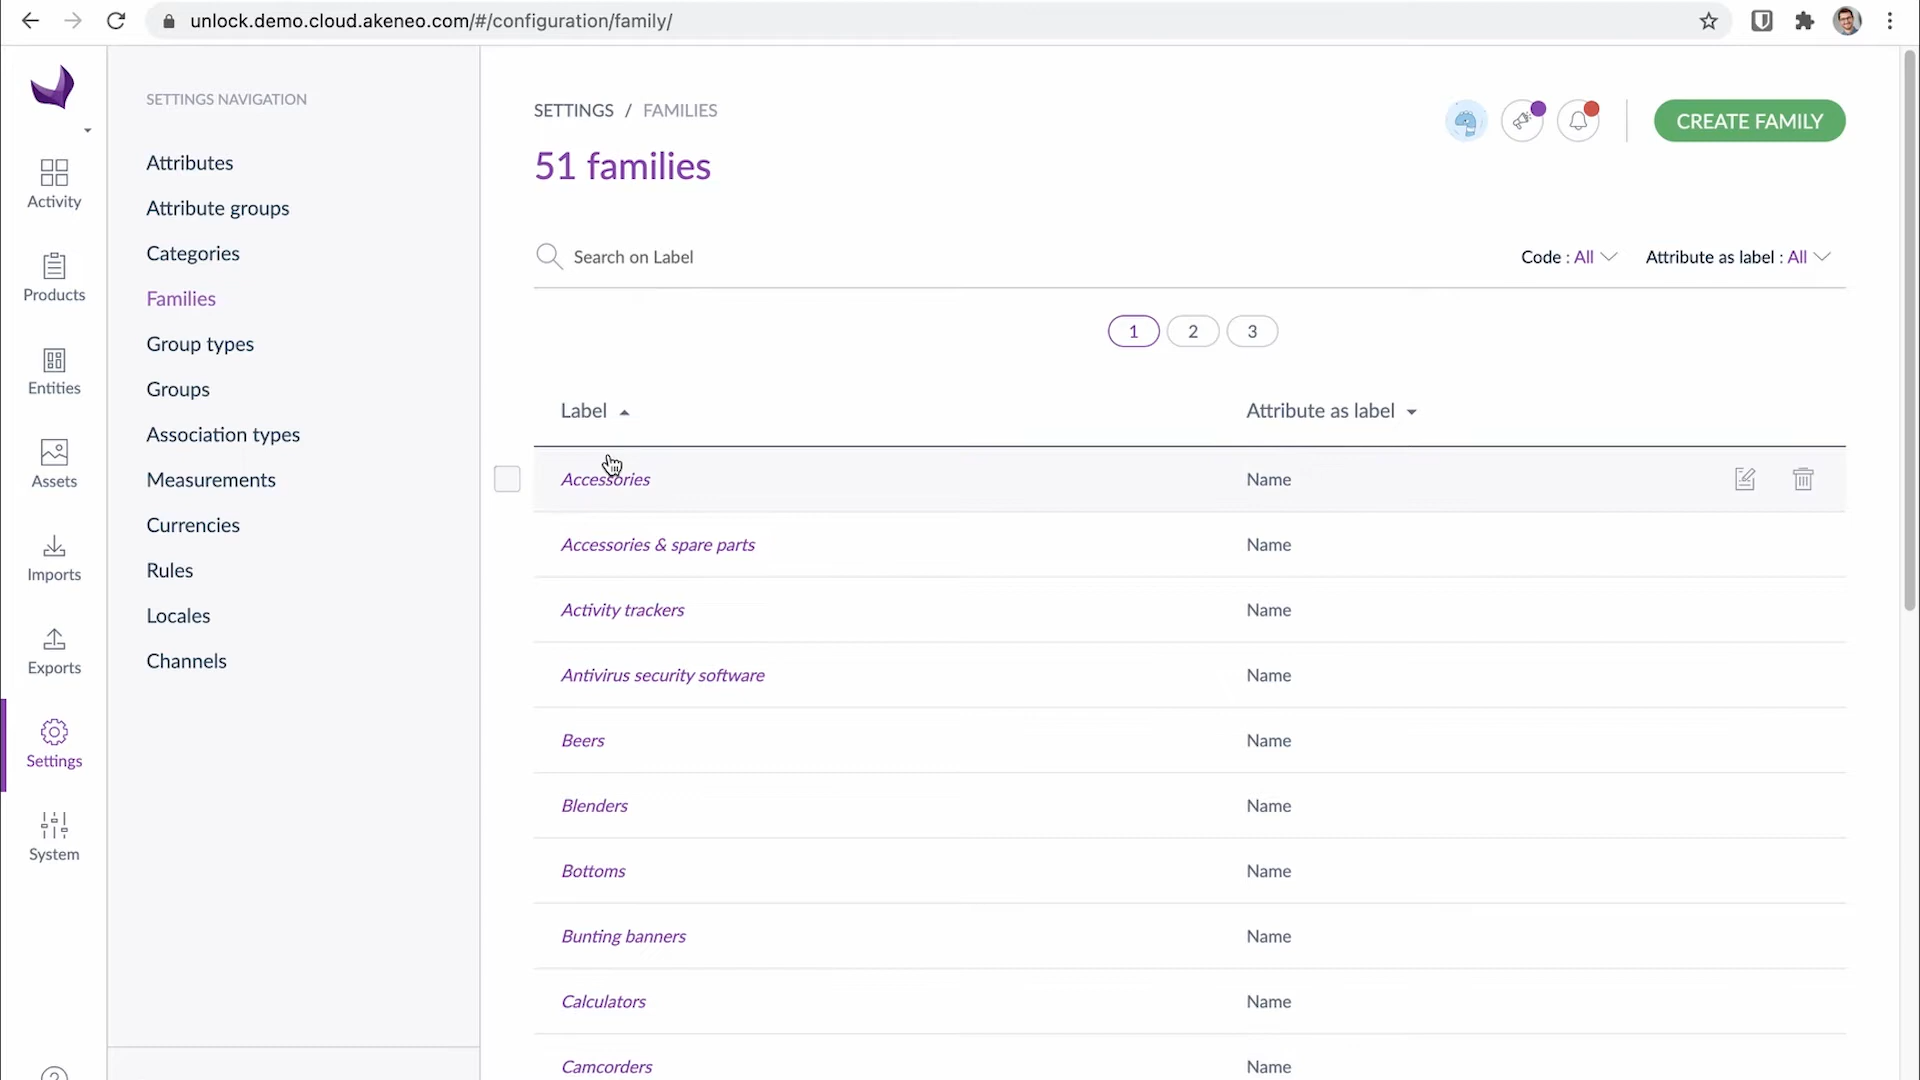 unlock.demo.cloud.akeneo.com/#/configuration/family/
SETTINGS NAVIGATION
Attributes
Attribute groups
Categories
Families
Group types
Groups
Association types
Measurements
Currencies
Rules
Locales
Channels
Activity
Products
Entities
Assets
Imports
Exports
Settings
System
SETTINGS / FAMILIES
CREATE FAMILY
51 families
Search on Label
Code : All
Attribute as label : All
1 2 3
Label Attribute as label
Accessories Name
Accessories & spare parts Name
Activity trackers Name
Antivirus security software Name
Beers Name
Blenders Name
Bottoms Name
Bunting banners Name
Calculators Name
Camcorders Name